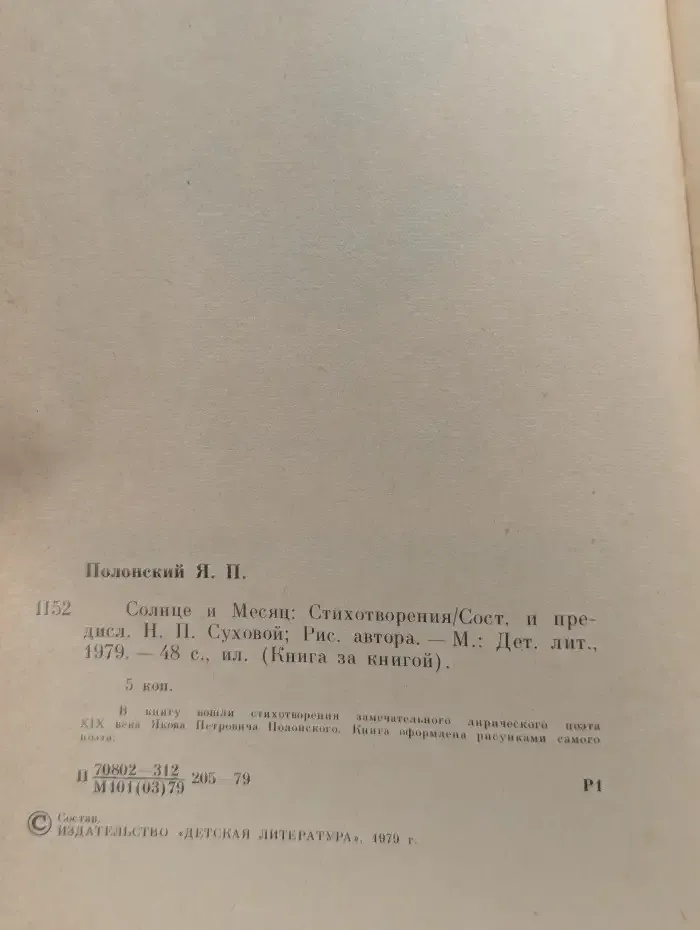 Полонский Я. П.
П52 Солнце и Месяц: Стихотворения/Сост. и пре-
дисл. Н. П. Суховой; Рис. автора. — М.: Дет. лит.,
1979. — 48 с., ил. (Книга за книгой).
5 коп.
В книгу вошли стихотворения замечательного лирического поэта
XIX века Якова Петровича Полонского. Книга оформлена рисунками самого
поэта.
П 70802—312 205—79
М101(03)79
Р1
© Состав.
ИЗДАТЕЛЬСТВО «ДЕТСКАЯ ЛИТЕРАТУРА», 1979 г.